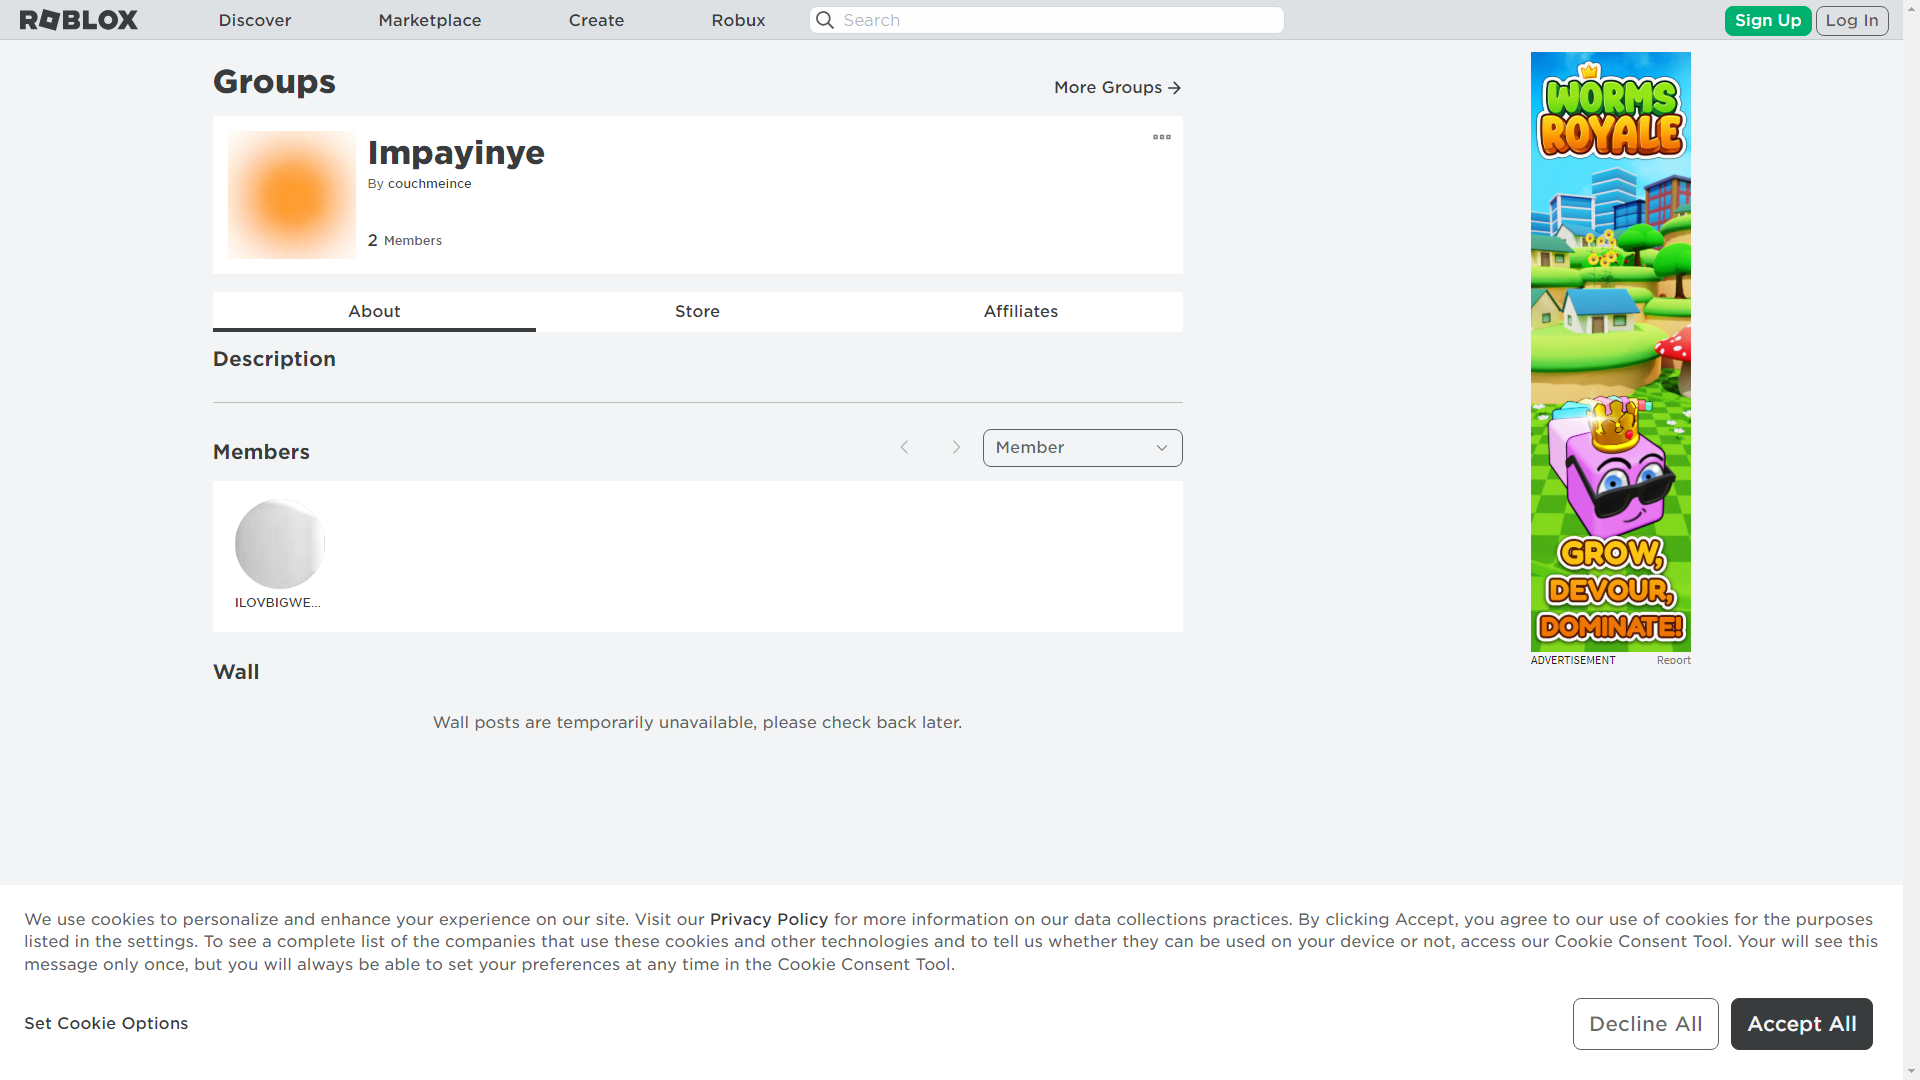 ROBLOX
Discover
Marketplace
Create
Robux
Search
Sign Up
Log In
Groups
More Groups
Impayinye
By couchmeince
2 Members
About
Store
Affiliates
Description
Members
Member
ILOVBIGWE...
Wall
Wall posts are temporarily unavailable, please check back later.
WORMS
ROYALE
GROW,
DEVOUR,
DOMINATE!
ADVERTISEMENT
Report
We use cookies to personalize and enhance your experience on our site. Visit our Privacy Policy for more information on our data collections practices. By clicking Accept, you agree to our use of cookies for the purposes
listed in the settings. To see a complete list of the companies that use these cookies and other technologies and to tell us whether they can be used on your device or not, access our Cookie Consent Tool. Your will see this
message only once, but you will always be able to set your preferences at any time in the Cookie Consent Tool.
Set Cookie Options
Decline All
Accept All